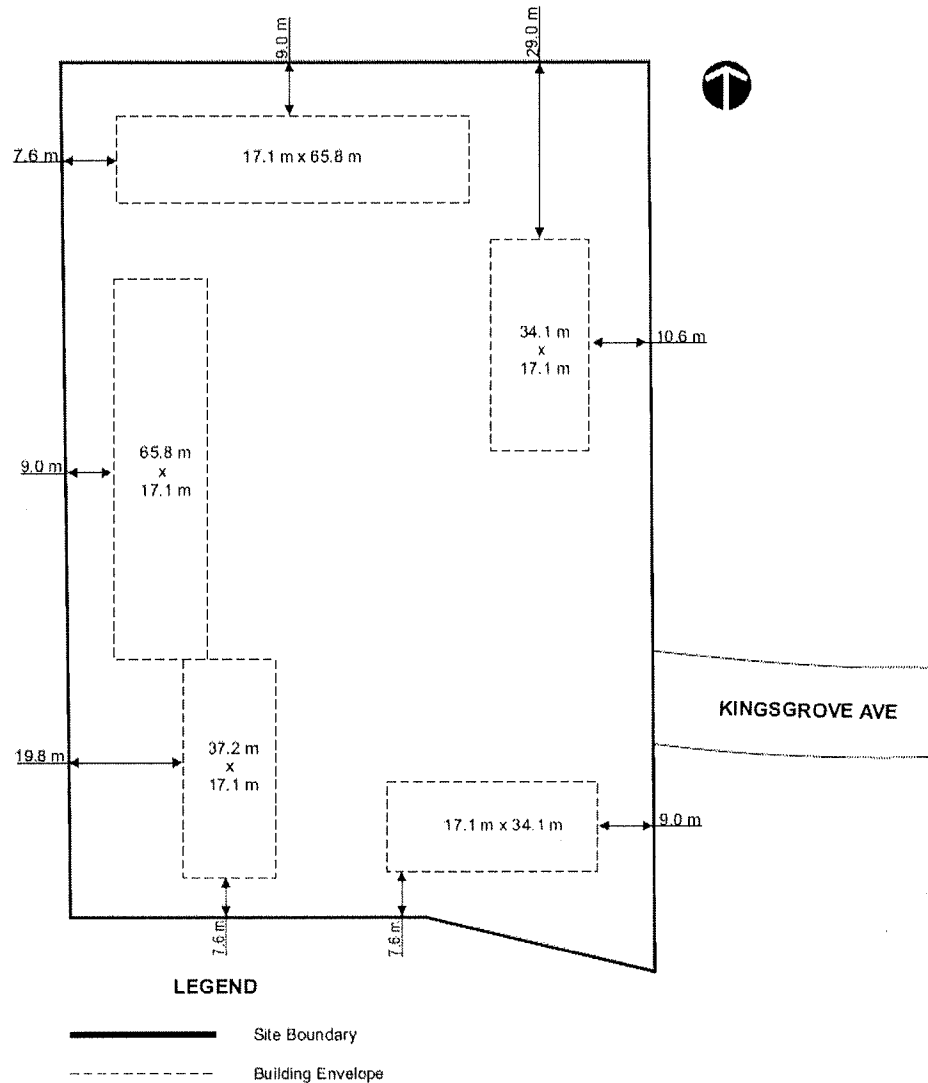 9.0 m
29.0 m
7.6 m
17.1 m x 65.8 m
34.1 m
x
17.1 m
10.6 m
65.8 m
x
17.1 m
9.0 m
KINGSGROVE AVE
19.8 m
37.2 m
x
17.1 m
17.1 m x 34.1 m
9.0 m
7.6 m
7.6 m
LEGEND
Site Boundary
Building Envelope